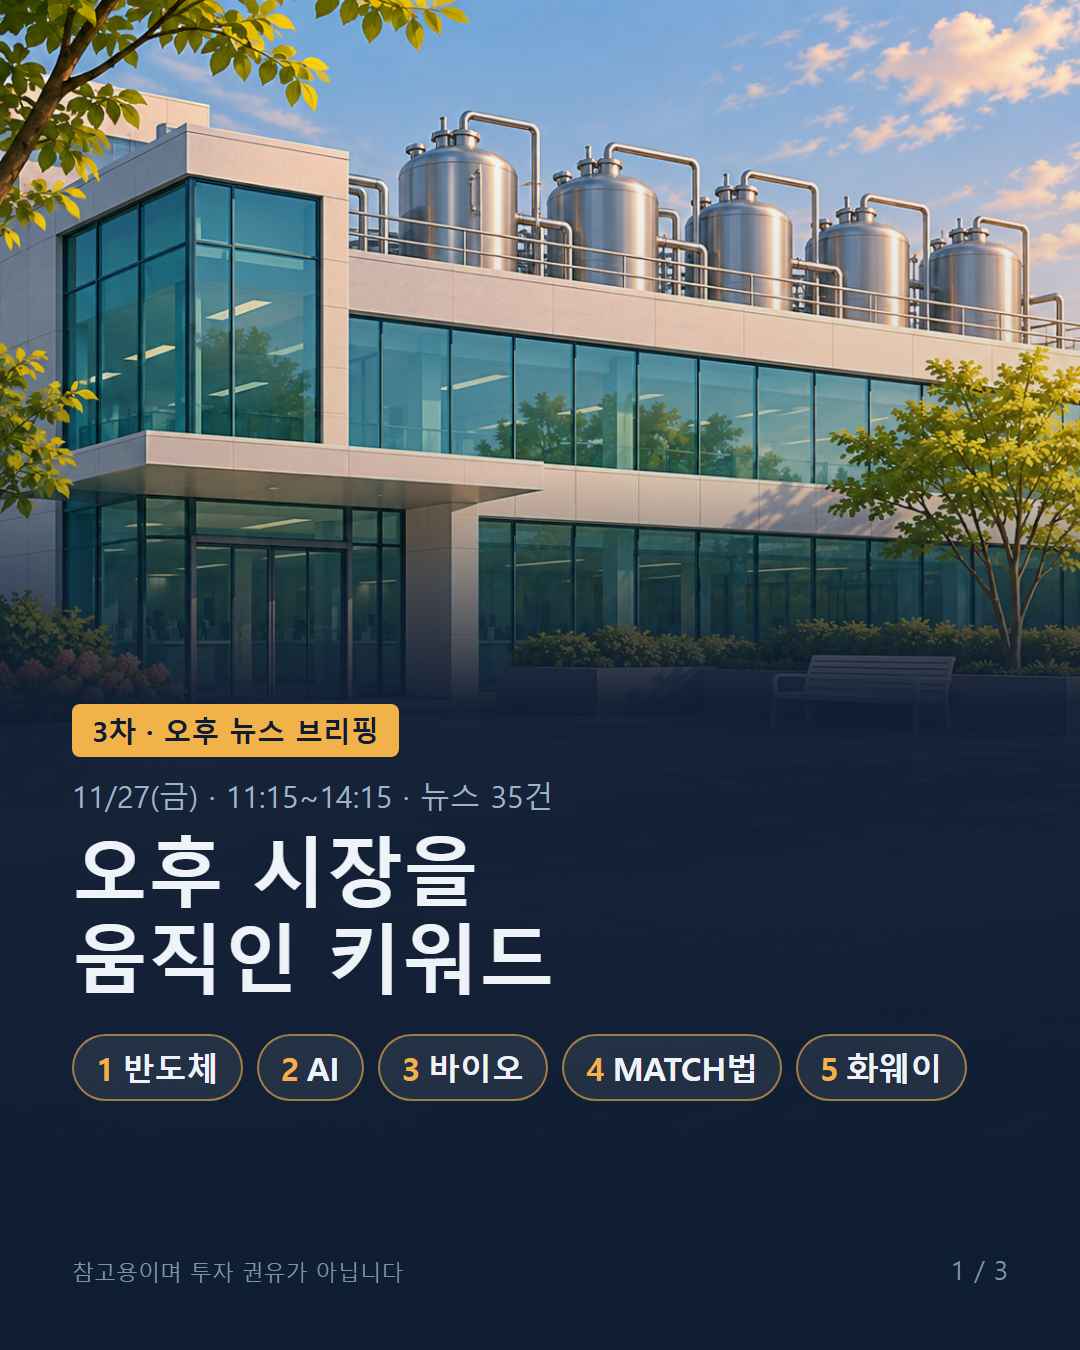 3차 · 오후 뉴스 브리핑
11/27(금) · 11:15~14:15 · 뉴스 35건
오후 시장을
움직인 키워드
1 반도체 2 AI 3 바이오 4 MATCH법 5 화웨이
참고용이며 투자 권유가 아닙니다 1 / 3